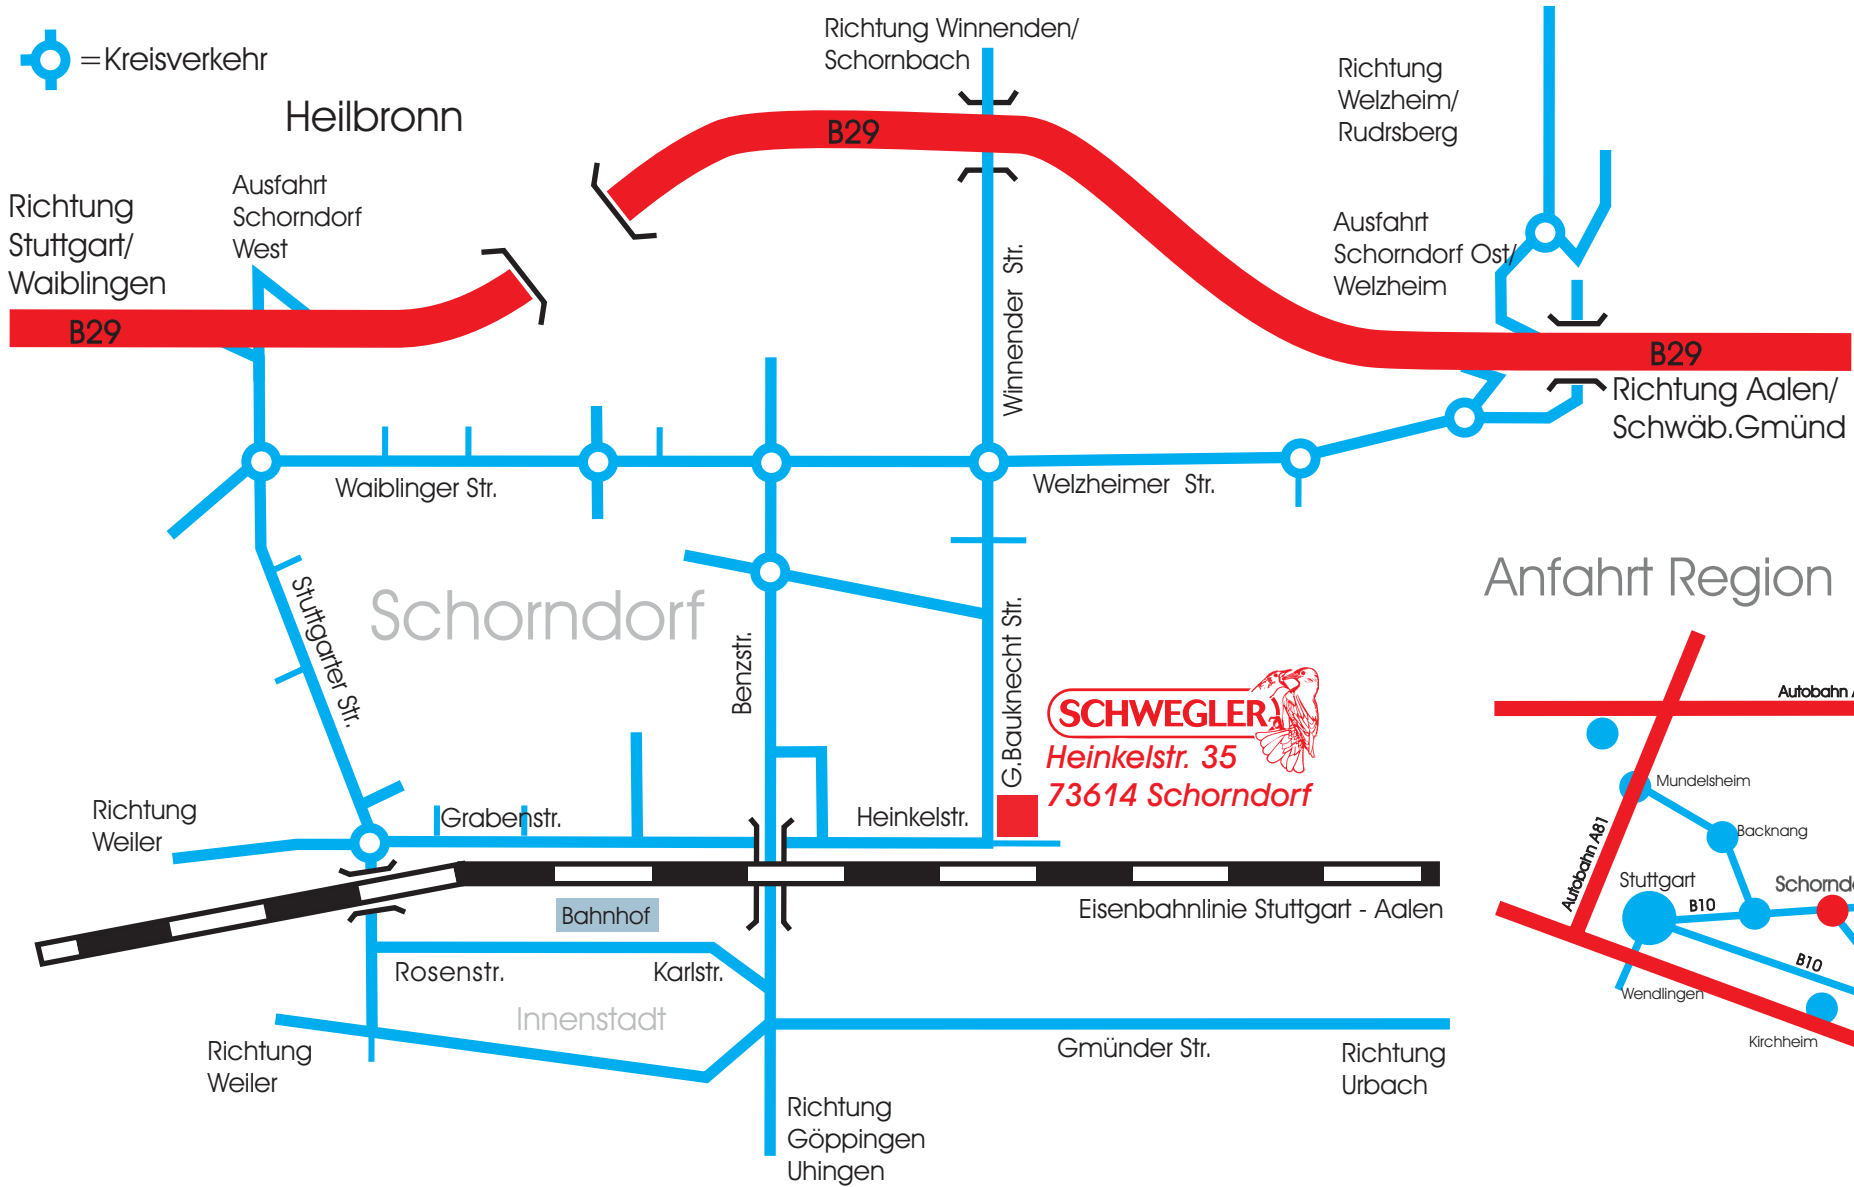 =Kreisverkehr
Heilbronn
Richtung Winnenden/
Schornbach
Richtung
Welzheim/
Rudrsberg
B29
Richtung
Stuttgart/
Waiblingen
Ausfahrt
Schorndorf
West
Ausfahrt
Schorndorf Ost/
Welzheim
B29
B29
Richtung Aalen/
Schwäb.Gmünd
Winnender Str.
Waiblinger Str.
Welzheimer Str.
Stuttgarter Str.
Schorndorf
Benzstr.
G.Bauknecht Str.
SCHWEGLER
Heinkelstr. 35
73614 Schorndorf
Richtung
Weiler
Grabenstr.
Heinkelstr.
Bahnhof
Eisenbahnlinie Stuttgart - Aalen
Rosenstr.
Karlstr.
Innenstadt
Richtung
Weiler
Gmünder Str.
Richtung
Urbach
Richtung
Göppingen
Uhingen
Anfahrt Region
Autobahn
Mundelsheim
Backnang
Autobahn A81
Stuttgart
B10
Schornd
B10
Wendlingen
Kirchheim